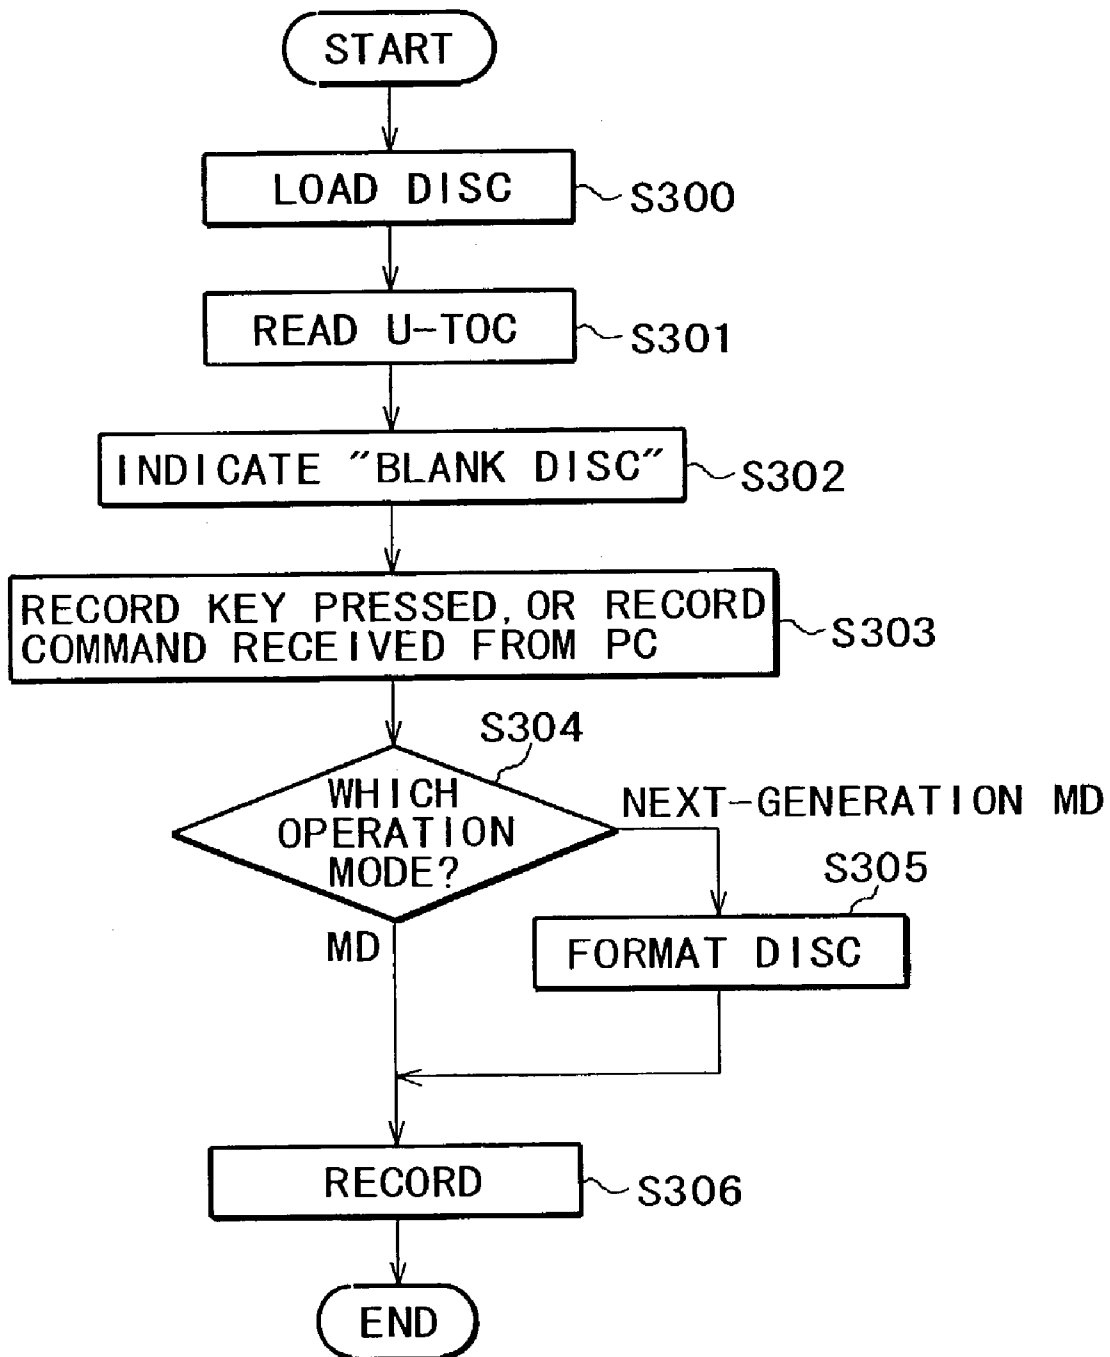 START
LOAD DISC
S300
READ U-TOC
S301
INDICATE "BLANK DISC"
S302
RECORD KEY PRESSED, OR RECORD
COMMAND RECEIVED FROM PC
S303
S304
WHICH
OPERATION
MODE?
NEXT-GENERATION MD
S305
FORMAT DISC
MD
RECORD
S306
END